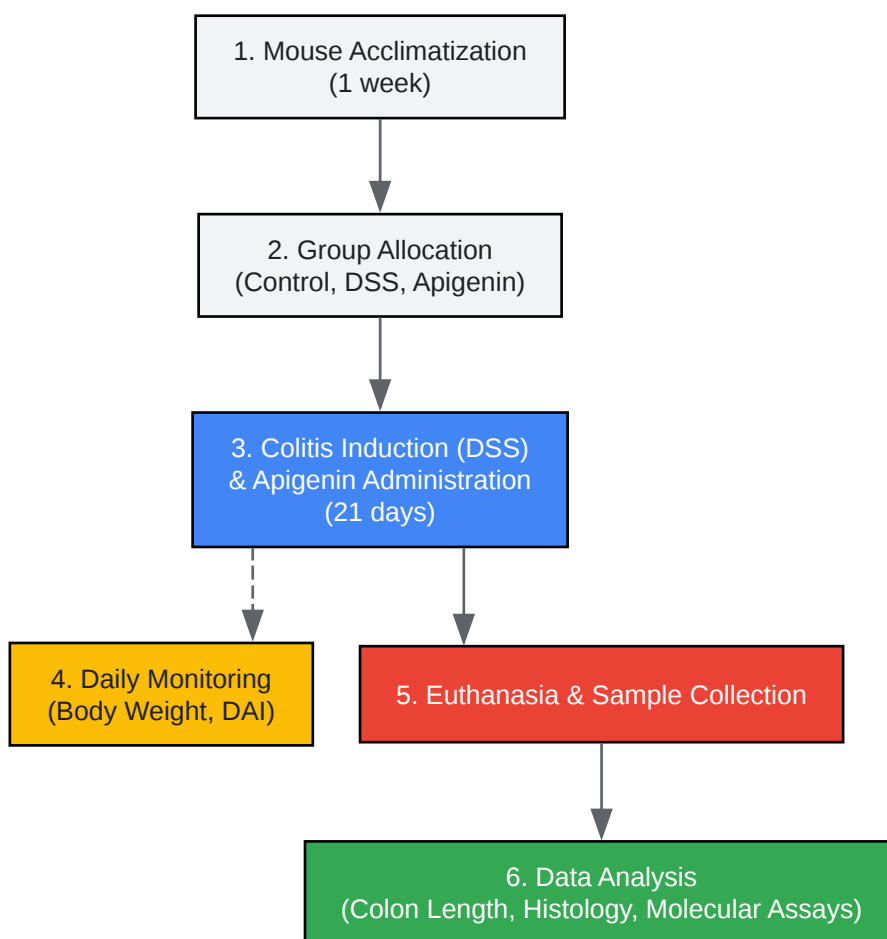 1. Mouse Acclimatization
(1 week)
2. Group Allocation
(Control, DSS, Apigenin)
3. Colitis Induction (DSS)
& Apigenin Administration
(21 days)
4. Daily Monitoring
(Body Weight, DAI)
5. Euthanasia & Sample Collection
6. Data Analysis
(Colon Length, Histology, Molecular Assays)